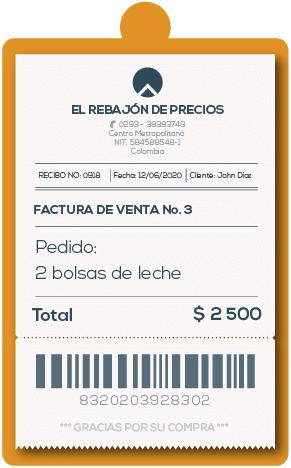 EL REBAJÓN DE PRECIOS
0293 - 38383749
Centro Metropolitano
NIT: 584588548-1
Colombia
RECIBO NO: 0918 Fecha: 12/06/2020 Cliente: John Díaz
FACTURA DE VENTA No. 3
Pedido:
2 bolsas de leche
Total $ 2 500
8320203928302
*** GRACIAS POR SU COMPRA ***